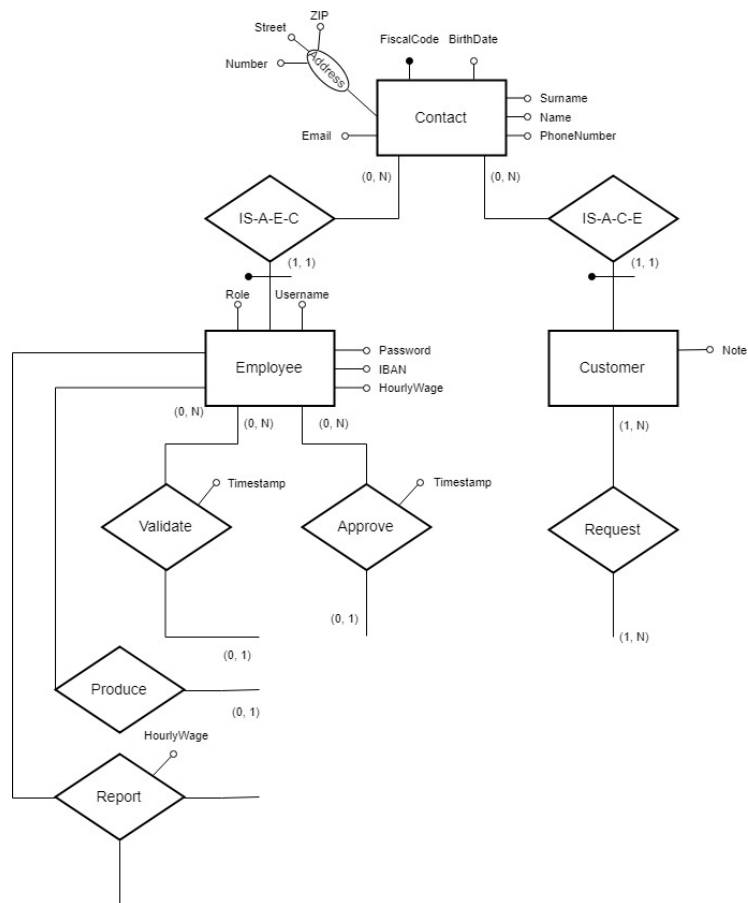 ZIP
Street
FiscalCode
BirthDate
Number
Address
Surname
Contact
Name
Email
PhoneNumber
(0, N)
(0, N)
IS-A-E-C
IS-A-C-E
(1, 1)
(1, 1)
Role
Username
Password
Note
Employee
IBAN
Customer
HourlyWage
(0, N)
(0, N)
(0, N)
(1, N)
Timestamp
Timestamp
Validate
Approve
Request
(0, 1)
(1, N)
(0, 1)
Produce
(0, 1)
HourlyWage
Report